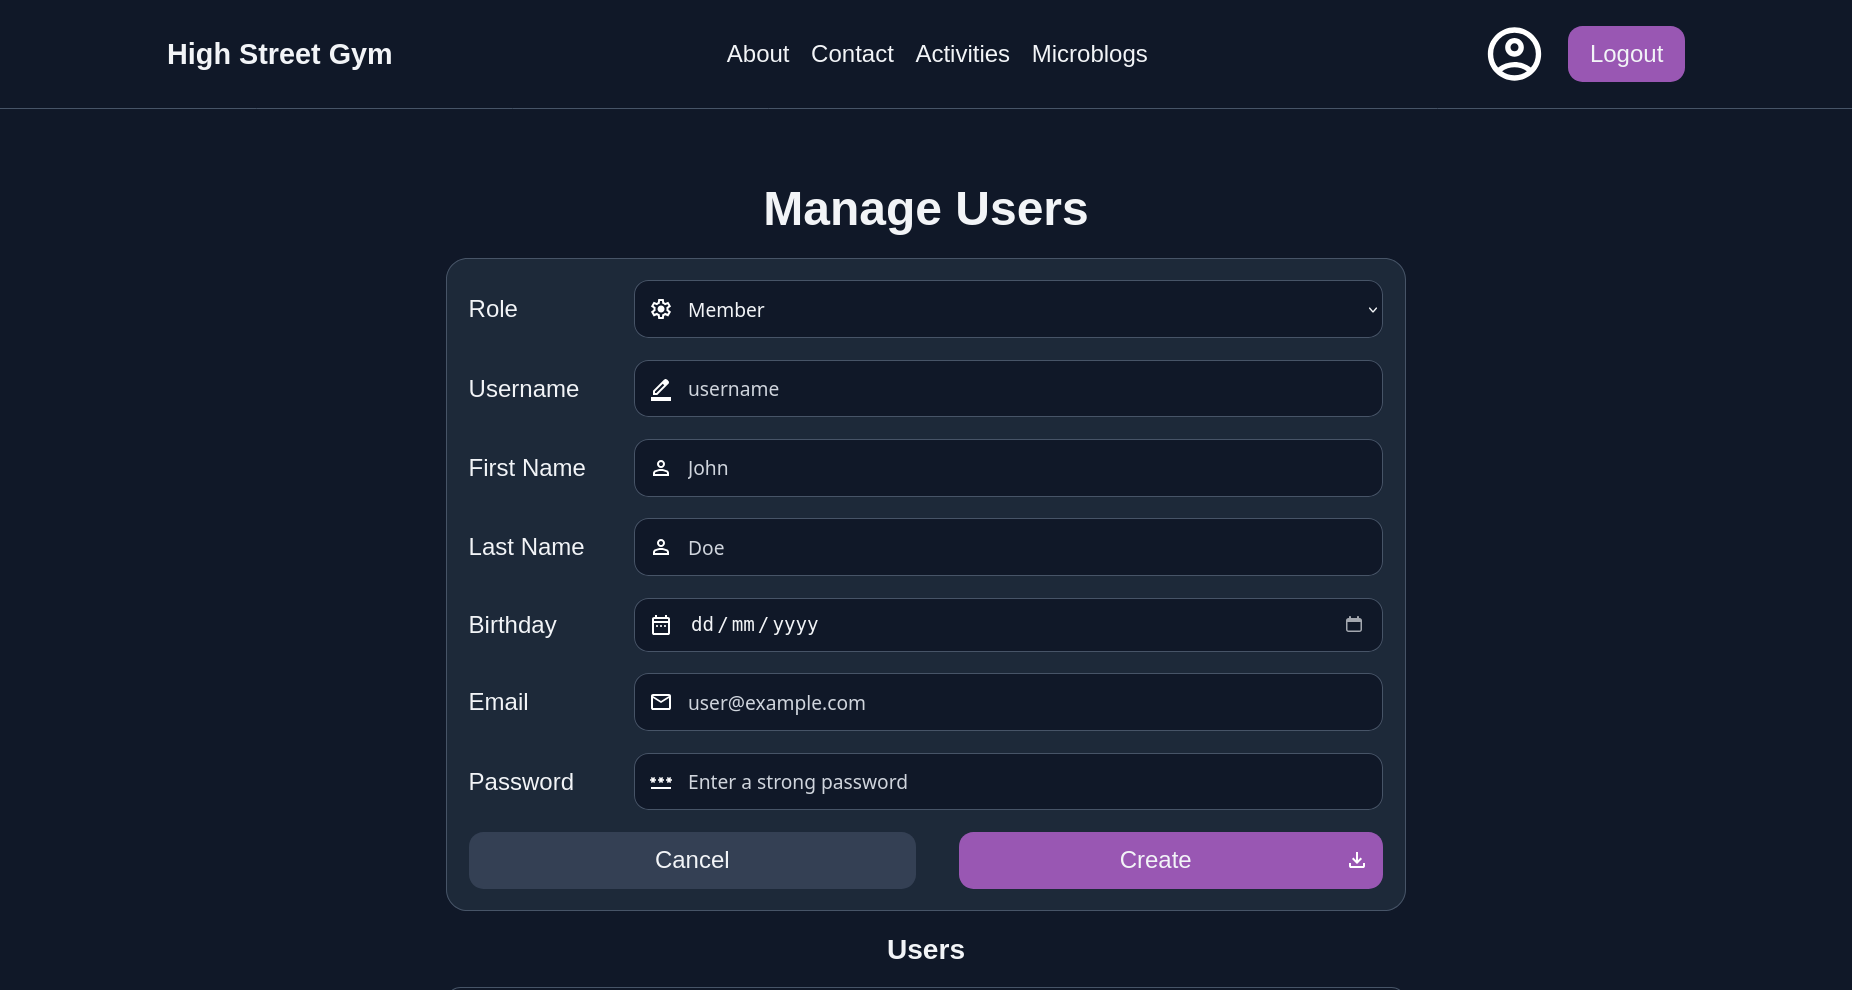 High Street Gym
About Contact Activities Microblogs
Logout
Manage Users
Role
Member
Username
username
First Name
John
Last Name
Doe
Birthday
dd/mm/yyyy
Email
user@example.com
Password
Enter a strong password
Cancel
Create
Users